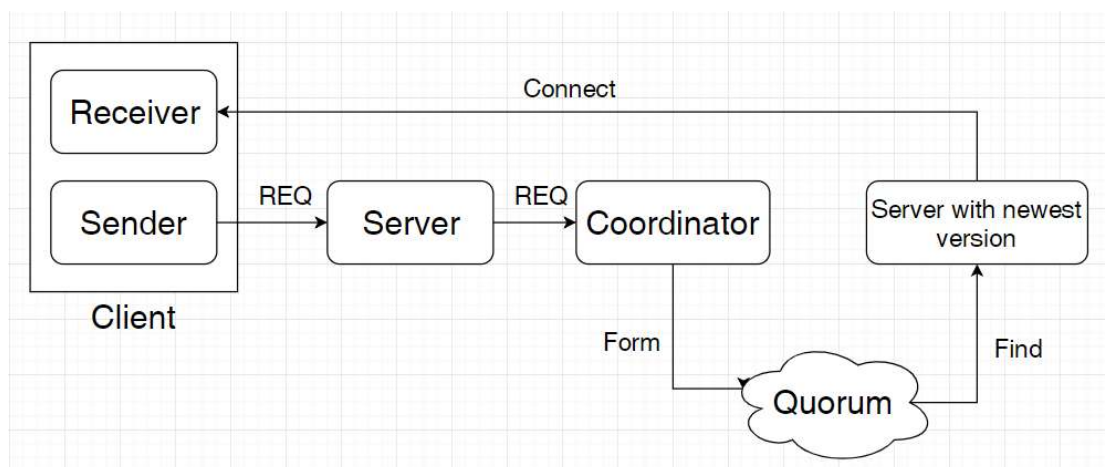 Connect
Receiver
REQ
REQ
Sender
Server
Coordinator
Server with newest
version
Client
Form
Find
Quorum